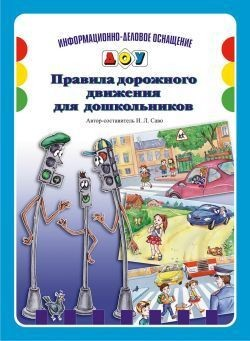 ИНФОРМАЦИОННО-ДЕЛОВОЕ ОСНАЩЕНИЕ
ДОУ
Правила дорожного
движения
для дошкольников
Автор-составитель И. Л. Саво